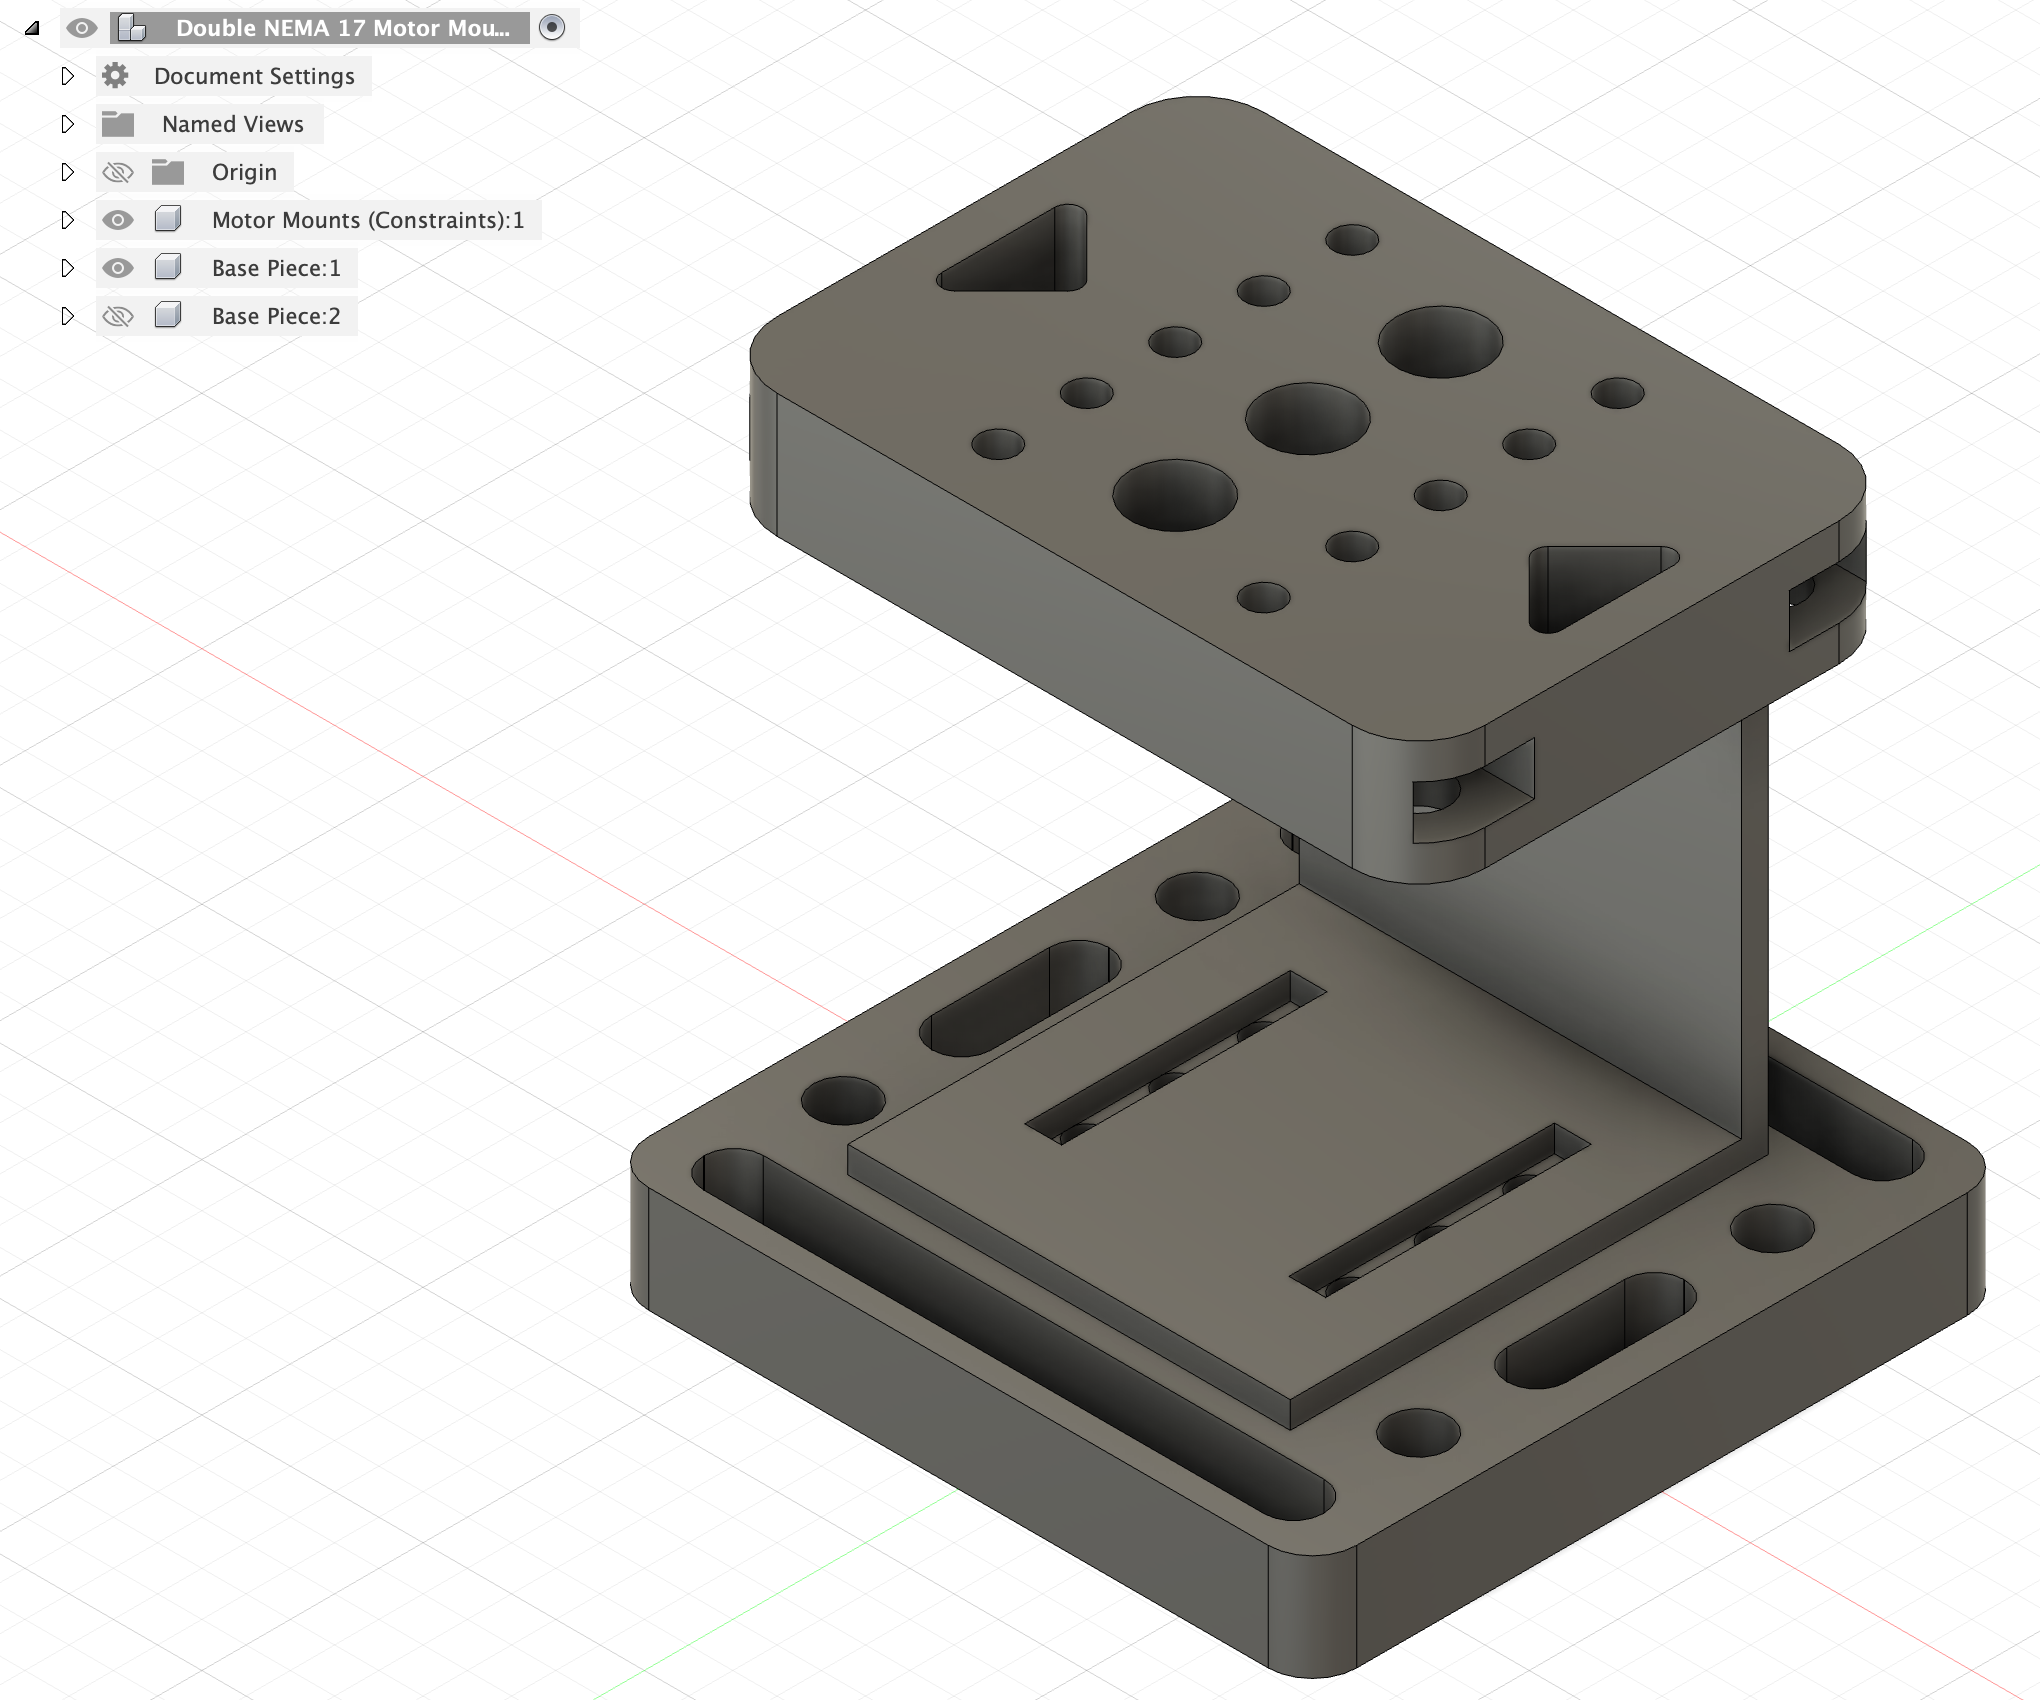 Double NEMA 17 Motor Mou...
Document Settings
Named Views
Origin
Motor Mounts (Constraints):1
Base Piece:1
Base Piece:2